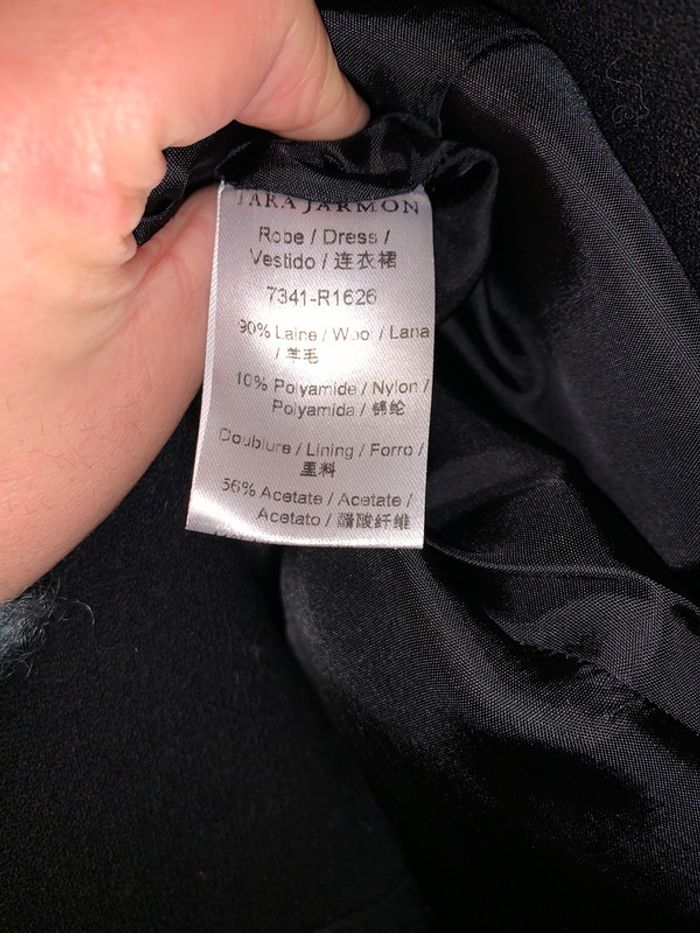 TARA JARMON
Robe / Dress /
Vestido / 连衣裙
7341-R1626
90% Laine / Wool / Lana
/ 羊毛
10% Polyamide / Nylon /
Polyamida / 锦纶
Doublure / Lining / Forro /
里料
56% Acetate / Acetate /
Acetato / 醋酸纤维